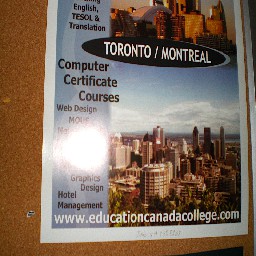 English,
TESOL &
Translation
TORONTO / MONTREAL
Computer
Certificate
Courses
Web Design
Graphics
Design
Hotel
Management
www.educationcanadacollege.com